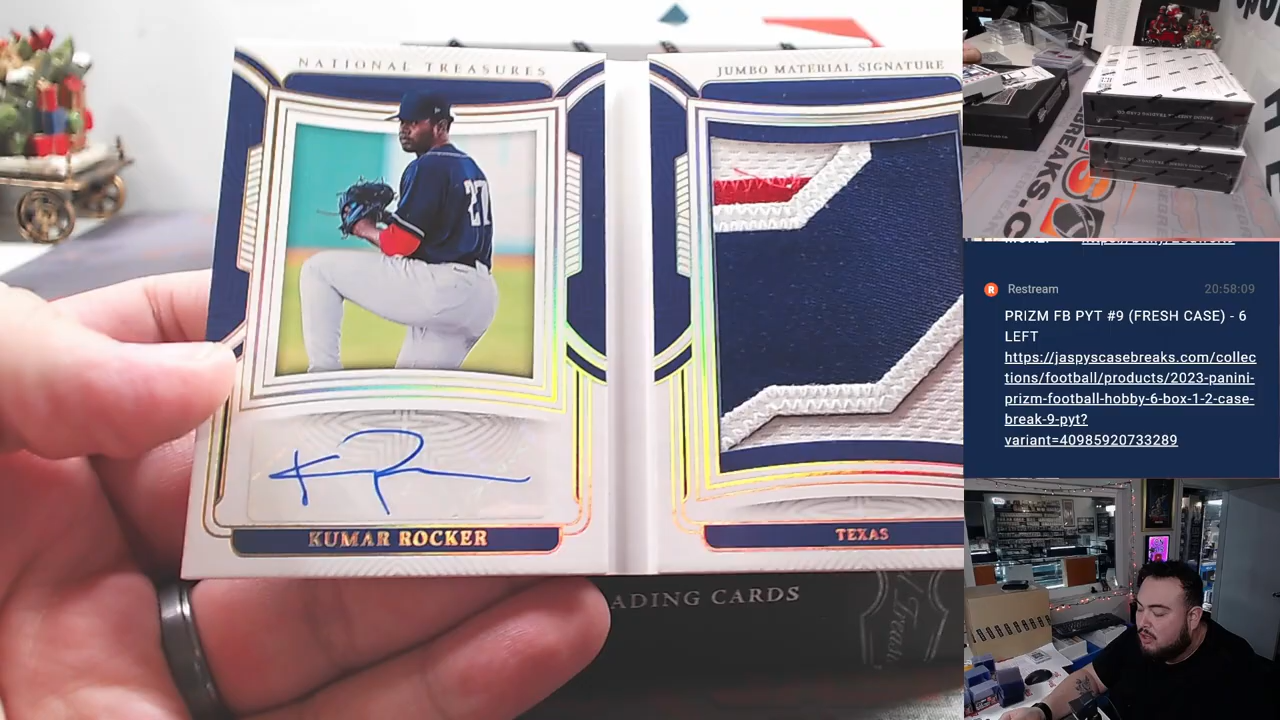 NATIONAL TREASURES
JUMBO MATERIAL SIGNATURE
27
KUMAR ROCKER
TEXAS
ADING CARDS
BREAKS.C
Restream
20:58:09
PRIZM FB PYT #9 (FRESH CASE) - 6
LEFT
https://jaspyscasebreaks.com/collec
tions/football/products/2023-panini-
prizm-football-hobby-6-box-1-2-case-
break-9-pyt?
variant=40985920733289